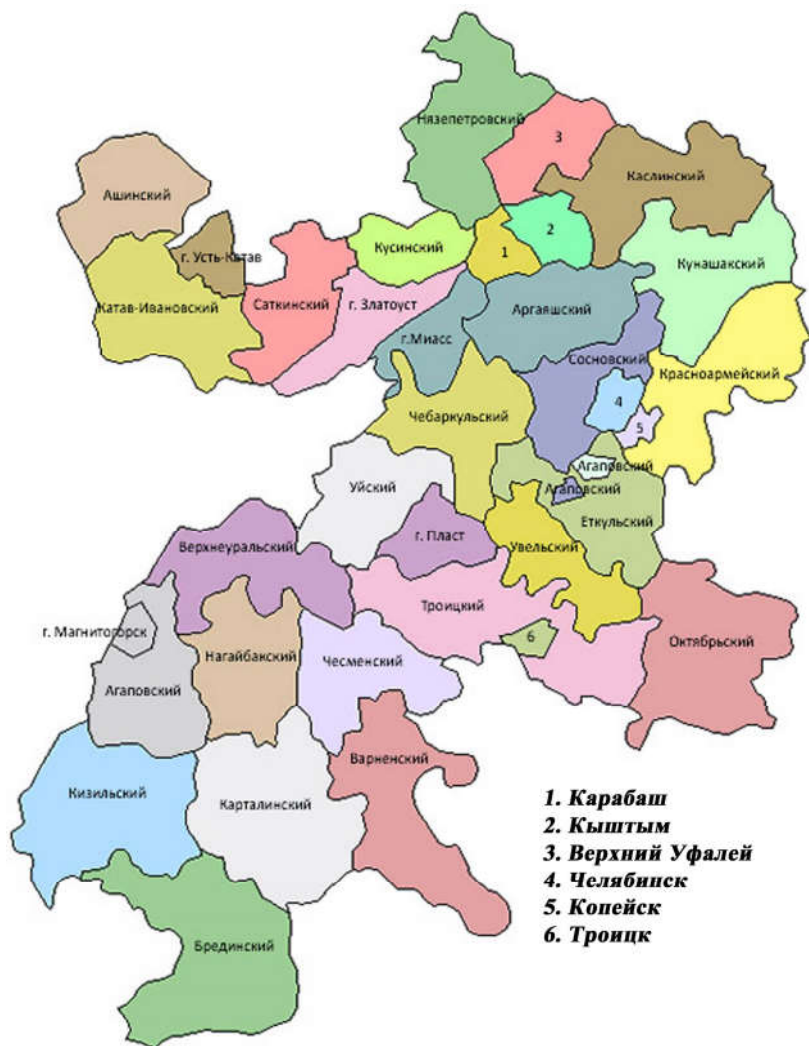 Нязепетровский
3
Каслинский
Ашинский
2
Кусинский
1
г. Усть-Катав
Кунашакский
Катав-Ивановский
Саткинский
г. Златоуст
Аргаяшский
г.Миасс
Сосновский
Красноармейский
4
Чебаркульский
5
Агаповский
Уйский
Агаповский
Еткульский
г. Пласт
Увельский
Верхнеуральский
Троицкий
г. Магнитогорск
6
Октябрьский
Нагайбакский
Чесменский
Агаповский
Варненский
Кизильский
Карталинский
Брединский
1. Карабаш
2. Кыштым
3. Верхний Уфалей
4. Челябинск
5. Копейск
6. Троицк